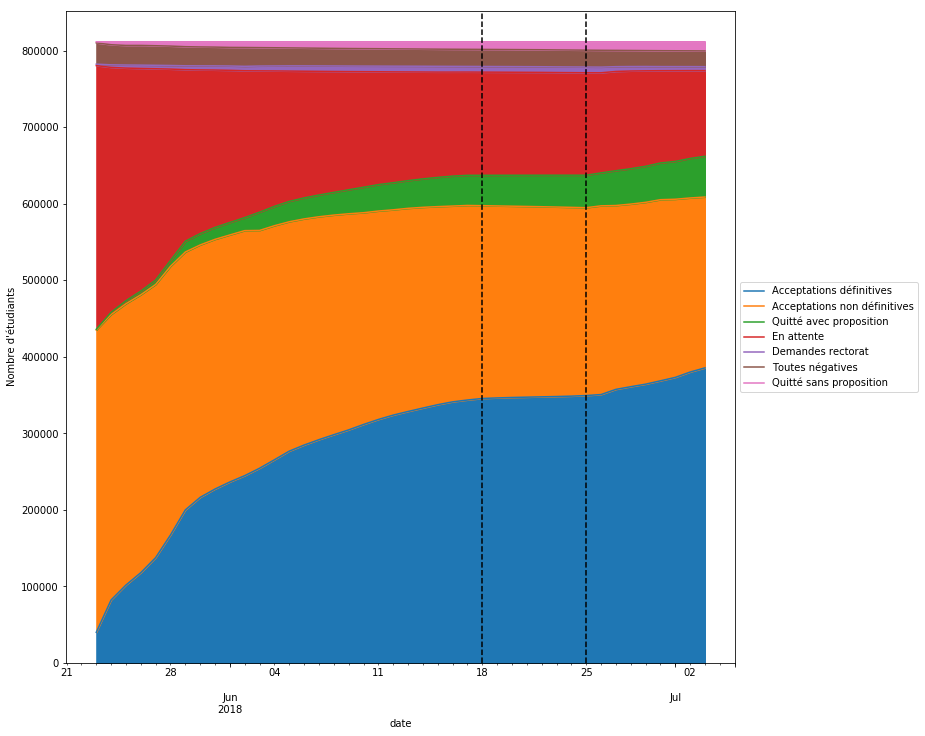 800000
700000
600000
500000
400000
300000
200000
100000
0
Nombre d'étudiants
21
28
04
11
18
25
02
Jun
2018
Jul
date
Acceptations définitives
Acceptations non définitives
Quitté avec proposition
En attente
Demandes rectorat
Toutes négatives
Quitté sans proposition